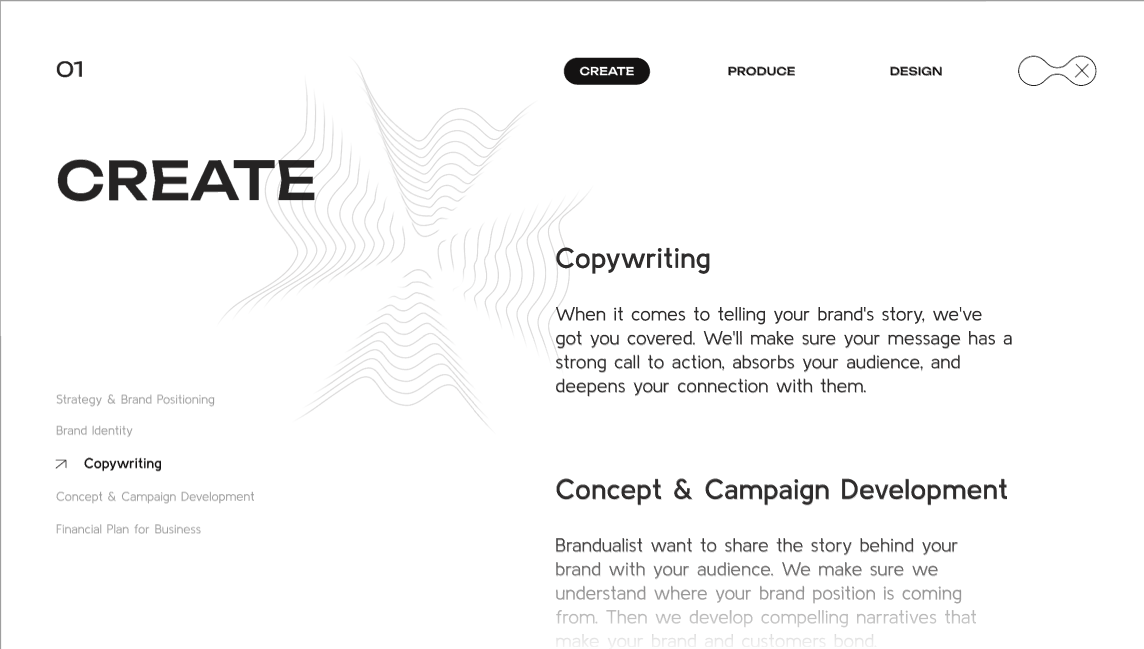 01
CREATE
PRODUCE
DESIGN
CREATE
Strategy & Brand Positioning
Brand Identity
Copywriting
Concept & Campaign Development
Financial Plan for Business
Copywriting
When it comes to telling your brand's story, we've
got you covered. We'll make sure your message has a
strong call to action, absorbs your audience, and
deepens your connection with them.
Concept & Campaign Development
Brandualist want to share the story behind your
brand with your audience. We make sure we
understand where your brand position is coming
from. Then we develop compelling narratives that
make your brand and customers bond.